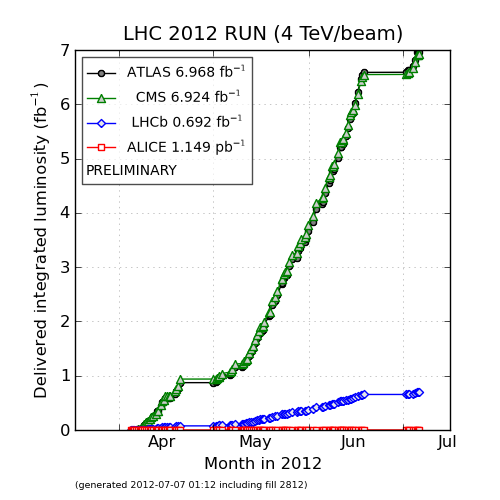 LHC 2012 RUN (4 TeV/beam)
Delivered integrated luminosity (fb⁻¹)
7
6
5
4
3
2
1
0
ATLAS 6.968 fb⁻¹
CMS 6.924 fb⁻¹
LHCb 0.692 fb⁻¹
ALICE 1.149 pb⁻¹
PRELIMINARY
Apr May Jun Jul
Month in 2012
(generated 2012-07-07 01:12 including fill 2812)